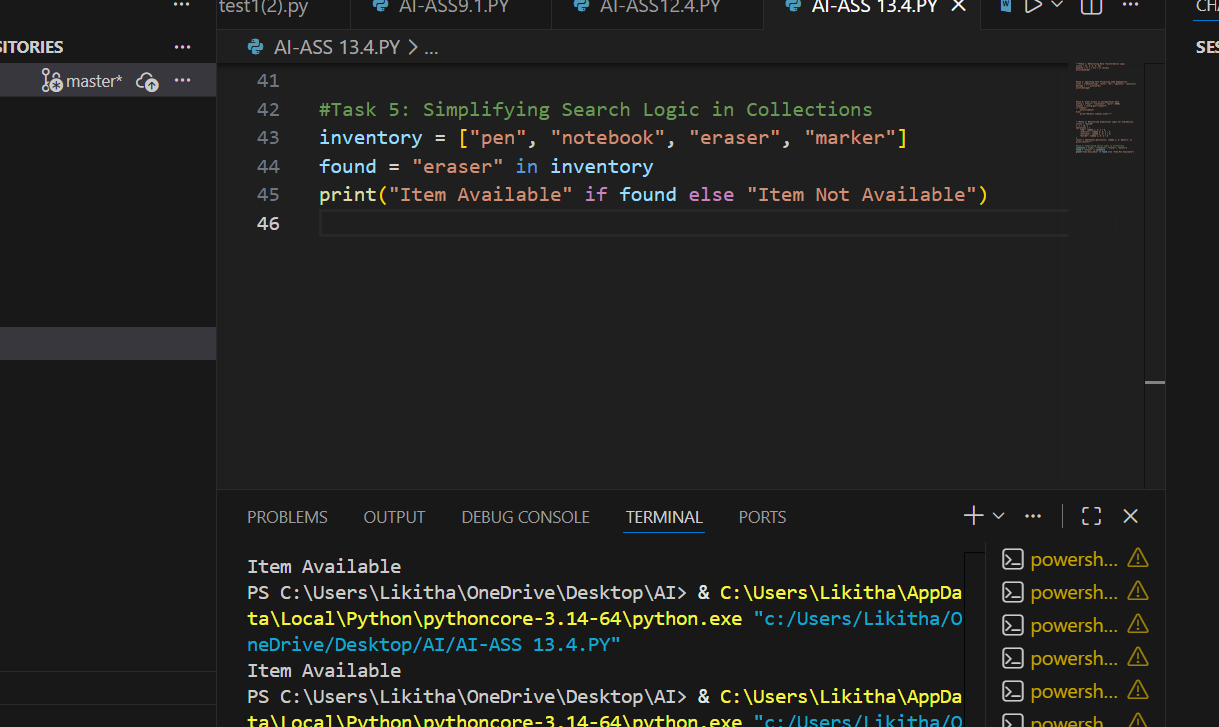 test1(2).py AI-ASS9.1.PY AI-ASS12.4.PY AI-ASS 13.4.PY
SITORIES
AI-ASS 13.4.PY > ...
SES
master*
41
42 #Task 5: Simplifying Search Logic in Collections
43 inventory = ["pen", "notebook", "eraser", "marker"]
44 found = "eraser" in inventory
45 print("Item Available" if found else "Item Not Available")
46
PROBLEMS OUTPUT DEBUG CONSOLE TERMINAL PORTS
Item Available
PS C:\Users\Likitha\OneDrive\Desktop\AI> & C:\Users\Likitha\AppDa
ta\Local\Python\pythoncore-3.14-64\python.exe "c:/Users/Likitha/O
neDrive/Desktop/AI/AI-ASS 13.4.PY"
Item Available
PS C:\Users\Likitha\OneDrive\Desktop\AI> & C:\Users\Likitha\AppDa
ta\Local\Python\pythoncore-3.14-64\python.exe "c:/Users/Likitha/O
powersh...
powersh...
powersh...
powersh...
powersh...
powersh...